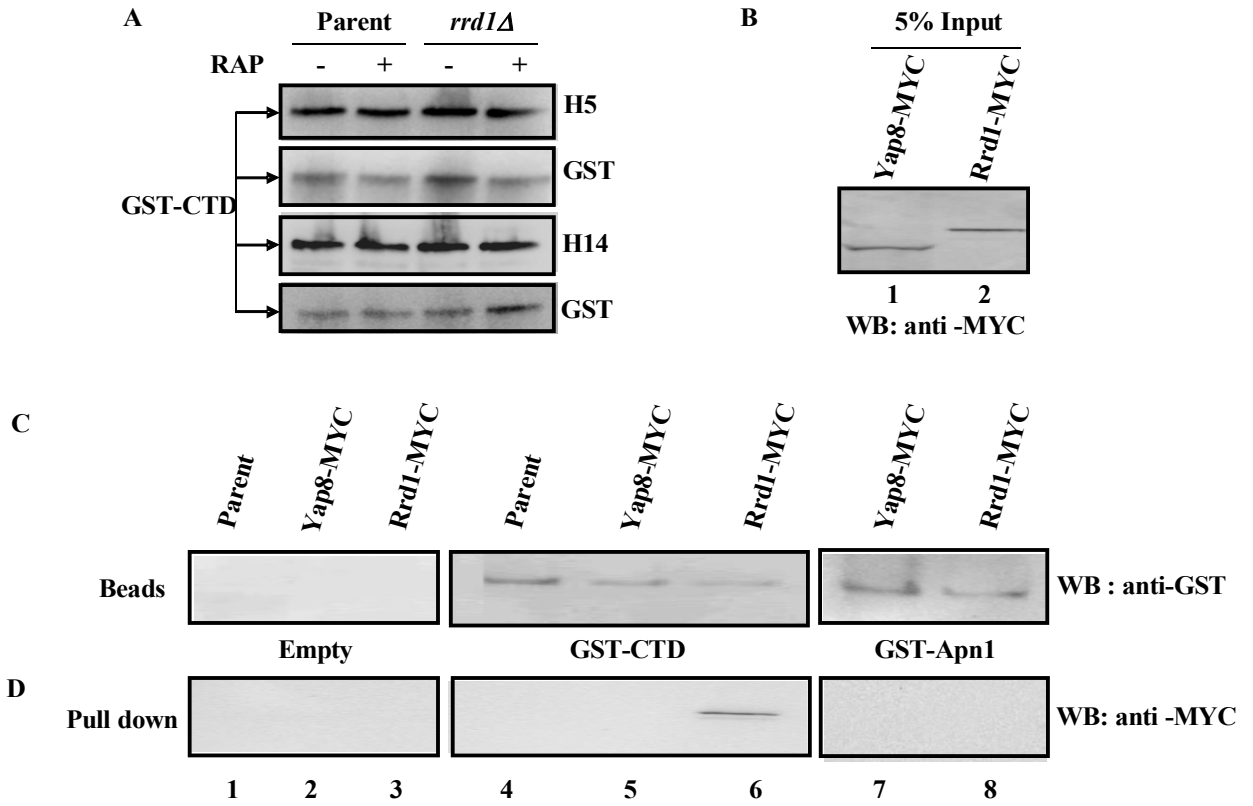 A
Parent rrd1Δ
RAP - + - +
H5
GST
GST-CTD
H14
GST
B
5% Input
Yap8-MYC
Rrd1-MYC
1 2
WB: anti -MYC
C
Parent
Yap8-MYC
Rrd1-MYC
Parent
Yap8-MYC
Rrd1-MYC
Yap8-MYC
Rrd1-MYC
Beads
WB : anti-GST
Empty GST-CTD GST-Apn1
D
Pull down
WB: anti -MYC
1 2 3 4 5 6 7 8